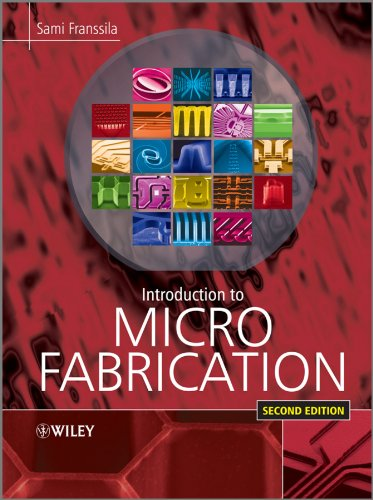 Sami Franssila
Introduction to
MICRO
FABRICATION
SECOND EDITION
WILEY